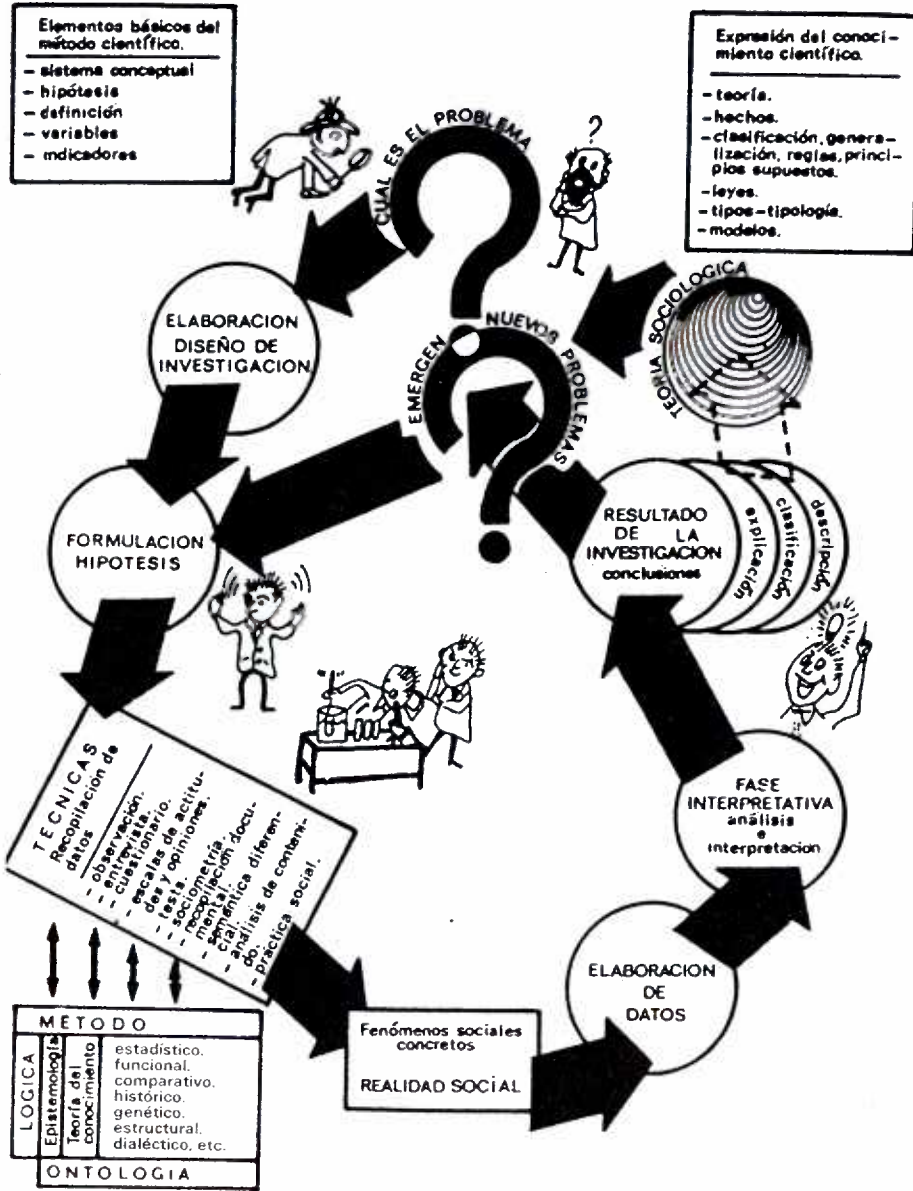 Elementos básicos del
método científico.
- sistema conceptual
- hipótesis
- definición
- variables
- indicadores
Expresión del conoci-
miento científico.
- teoría.
- hechos.
- clasificación, genera-
lización, reglas, princi-
pios supuestos.
- leyes.
- tipos-tipología.
- modelos.
CUAL ES EL PROBLEMA
?
TEORIA SOCIOLOGICA
EMERGEN NUEVOS PROBLEMAS
ELABORACION
DISEÑO DE
INVESTIGACION
FORMULACION
HIPOTESIS
RESULTADO
DE LA
INVESTIGACION
conclusiones
explicación
clasificación
descripción
TECNICAS
Recopilación de
datos
- observación.
- entrevista.
- cuestionario.
- escalas de actitu-
des y opiniones.
- tests.
- sociometría.
- recopilación docu-
mental.
- semántica diferen-
cial.
- análisis de conteni-
do.
- práctica social.
FASE
INTERPRETATIVA
análisis
e
interpretacion
ELABORACION
DE
DATOS
Fenómenos sociales
concretos
REALIDAD SOCIAL
METODO
LOGICA
Epistemología
Teoría del
conocimiento
estadístico.
funcional.
comparativo.
histórico.
genético.
estructural.
dialéctico. etc.
ONTOLOGIA